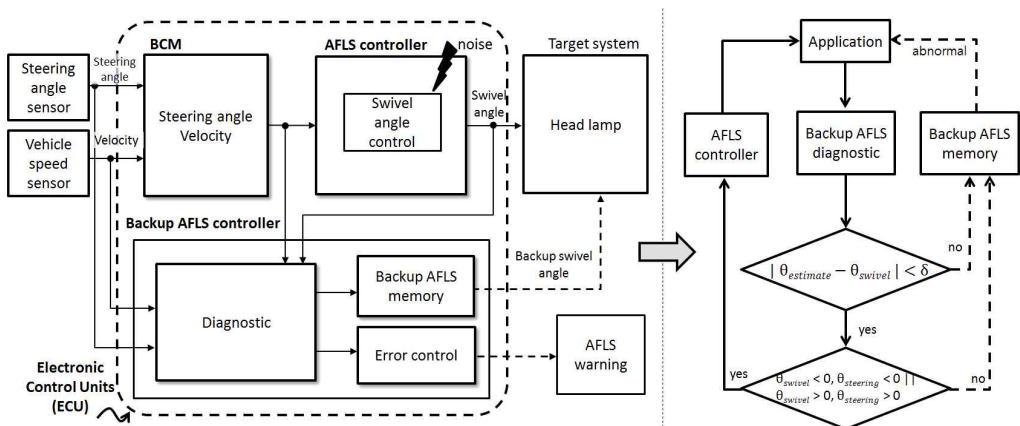 BCM
AFLS controller
noise
Target system
Steering
angle
sensor
Steering
angle
Steering angle
Velocity
Swivel
angle
control
Swivel
angle
Head lamp
Vehicle
speed
sensor
Velocity
Backup AFLS controller
Diagnostic
Backup AFLS
memory
Backup swivel
angle
Error control
AFLS
warning
Electronic
Control Units
(ECU)
Application
abnormal
AFLS
controller
Backup AFLS
diagnostic
Backup AFLS
memory
| θestimate − θswivel | < δ
no
yes
θswivel < 0, θsteering < 0 ||
θswivel > 0, θsteering > 0
yes
no